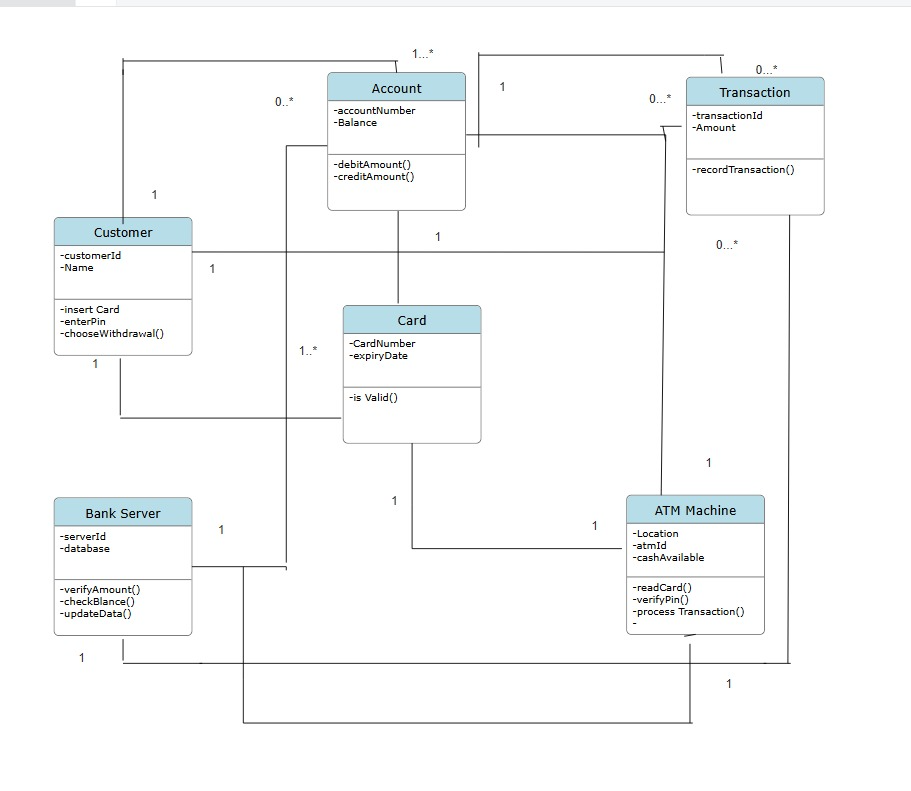 1...*
0..*
Account
-accountNumber
-Balance
-debitAmount()
-creditAmount()
1
0...*
0...*
Transaction
-transactionId
-Amount
-recordTransaction()
0...*
1
Customer
-customerId
-Name
-insert Card
-enterPin
-chooseWithdrawal()
1
1
1
1..*
Card
-CardNumber
-expiryDate
-is Valid()
1
1
1
Bank Server
-serverId
-database
-verifyAmount()
-checkBlance()
-updateData()
1
1
ATM Machine
-Location
-atmId
-cashAvailable
-readCard()
-verifyPin()
-process Transaction()
-
1